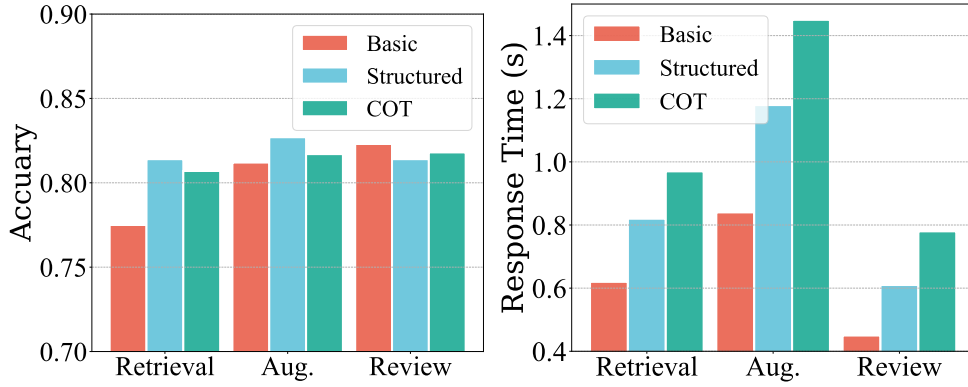 0.90
0.85
0.80
0.75
0.70
Accuary
Basic
Structured
COT
Retrieval
Aug.
Review
1.4
1.2
1.0
0.8
0.6
0.4
Response Time (s)
Basic
Structured
COT
Retrieval
Aug.
Review